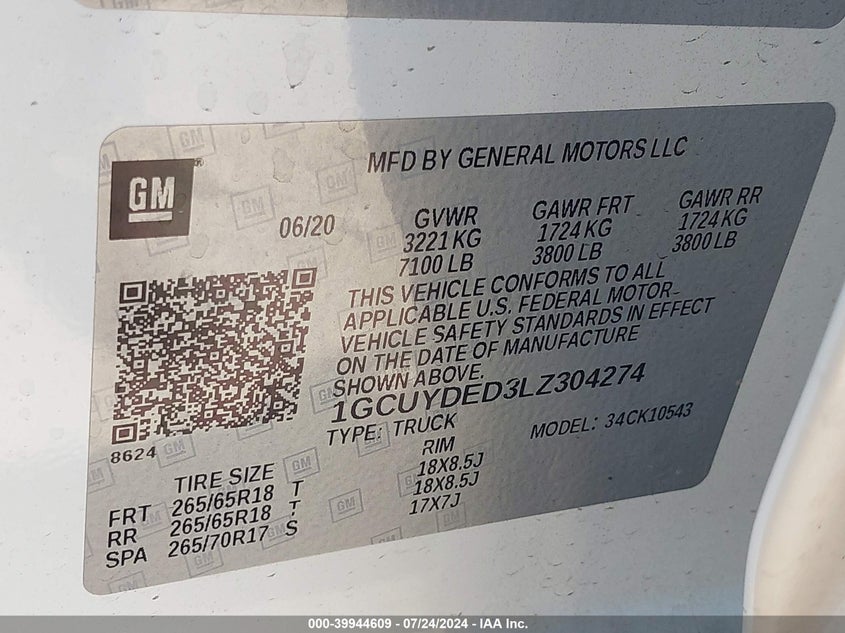 GM
MFD BY GENERAL MOTORS LLC
06/20
GVWR GAWR FRT GAWR RR
3221 KG 1724 KG 1724 KG
7100 LB 3800 LB 3800 LB
THIS VEHICLE CONFORMS TO ALL
APPLICABLE U.S. FEDERAL MOTOR
VEHICLE SAFETY STANDARDS IN EFFECT
ON THE DATE OF MANUFACTURE
SHOWN ABOVE.
1GCUYDED3LZ304274
TYPE: TRUCK MODEL: 34CK10543
8624
TIRE SIZE RIM
FRT 265/65R18 T 18X8.5J
RR 265/65R18 T 18X8.5J
SPA 265/70R17 S 17X7J
000-39944609 - 07/24/2024 - IAA Inc.